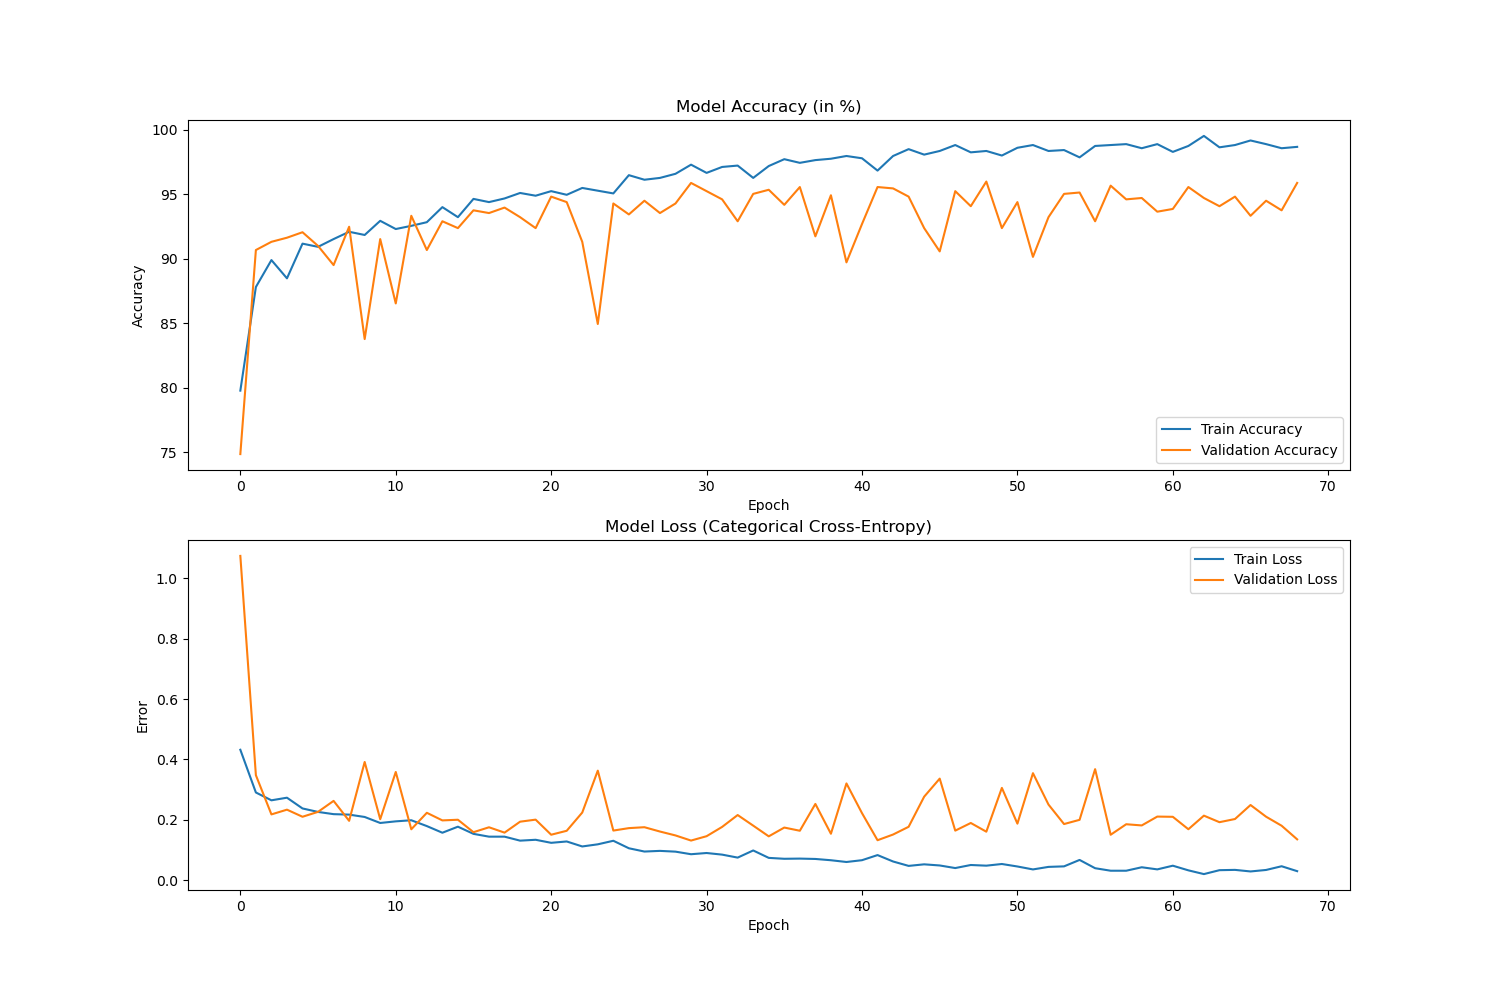 Model Accuracy (in %)
100
95
90
85
80
75
Accuracy
Train Accuracy
Validation Accuracy
0 10 20 30 40 50 60 70
Epoch
Model Loss (Categorical Cross-Entropy)
1.0
0.8
0.6
0.4
0.2
0.0
Error
Train Loss
Validation Loss
0 10 20 30 40 50 60 70
Epoch